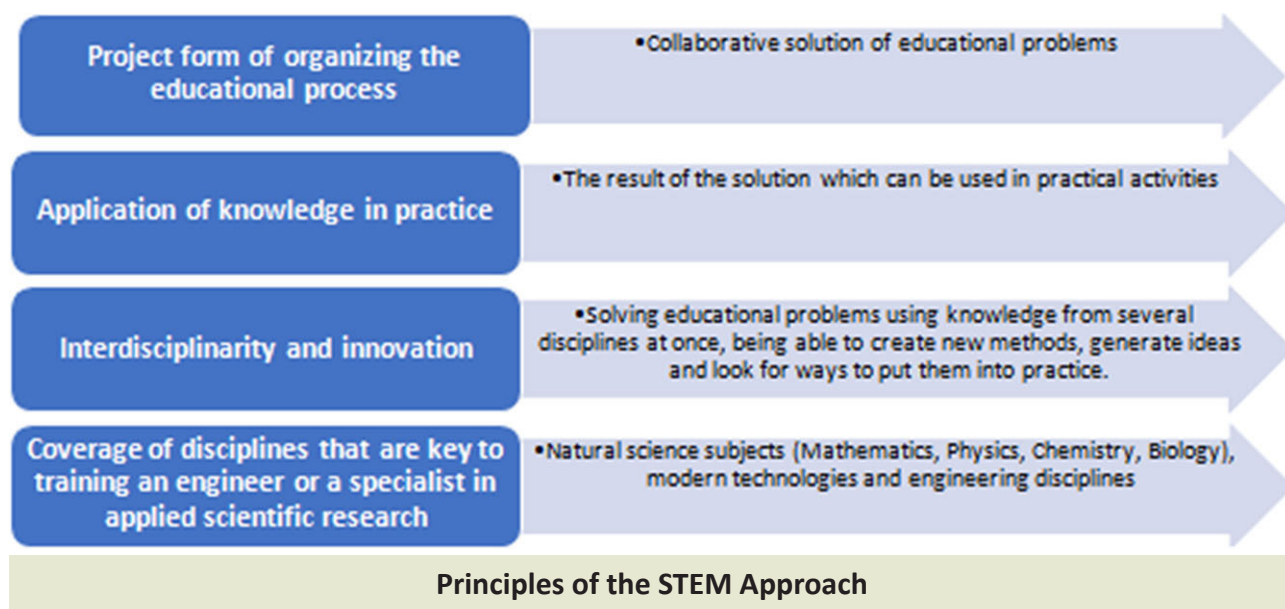 Project form of organizing the
educational process
•Collaborative solution of educational problems
Application of knowledge in practice
•The result of the solution which can be used in practical activities
Interdisciplinarity and innovation
•Solving educational problems using knowledge from several
disciplines at once, being able to create new methods, generate ideas
and look for ways to put them into practice.
Coverage of disciplines that are key to
training an engineer or a specialist in
applied scientific research
•Natural science subjects (Mathematics, Physics, Chemistry, Biology),
modern technologies and engineering disciplines
Principles of the STEM Approach